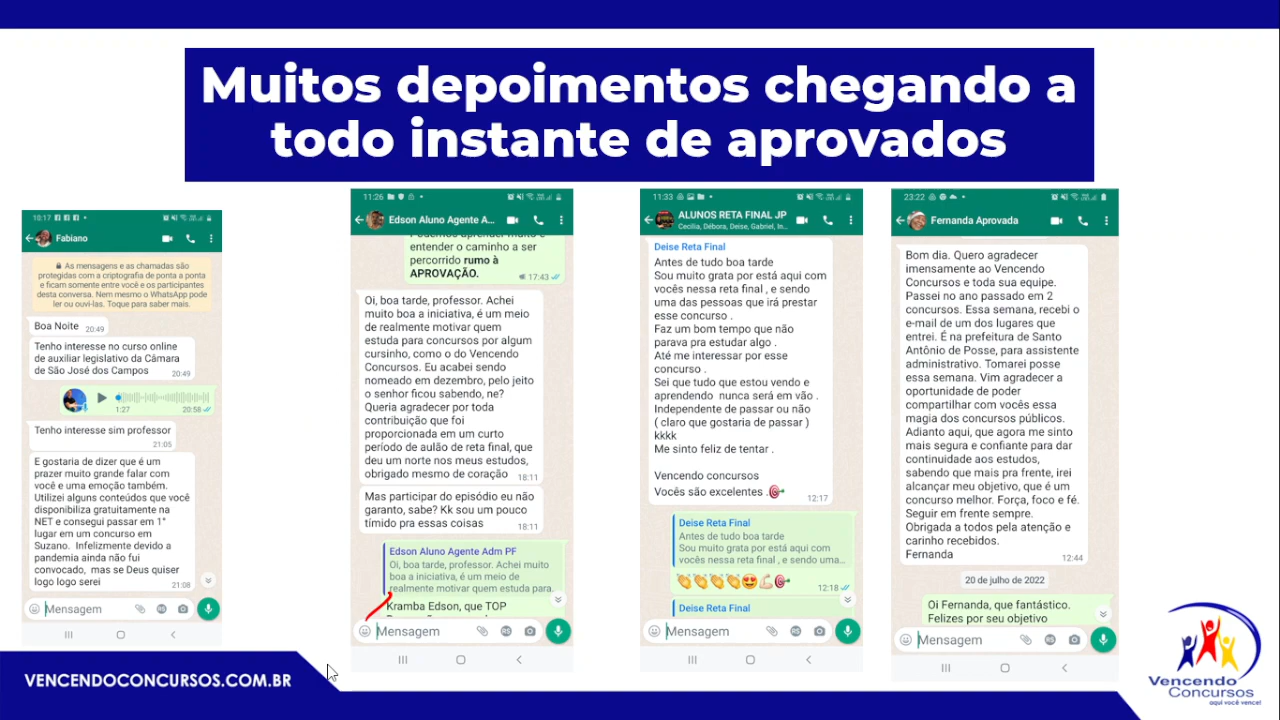 Muitos depoimentos chegando a
todo instante de aprovados
18:17
Fabiano
As mensagens e as chamadas são
protegidas com a criptografia de ponta a ponta
e ficam somente entre você e os participantes
desta conversa. Nem mesmo o WhatsApp pode
ler ou ouvi-las. Toque para saber mais.
Boa Noite 20:49
Tenho interesse no curso online
de auxiliar legislativo da Câmara
de São José dos Campos 20:49
1:27 20:58
Tenho interesse sim professor
21:05
E gostaria de dizer que é um
prazer muito grande falar com
você e uma emoção também.
Utilizei alguns conteúdos que você
disponibiliza gratuitamente na
NET e consegui passar em 1°
lugar em um concurso em
Suzano. Infelizmente devido a
pandemia ainda não fui
convocado, mas se Deus quiser
logo logo serei 21:08
Mensagem
11:26
Edson Aluno Agente A...
Podemos aprender muito e
entender o caminho a ser
percorrido rumo à
APROVAÇÃO.
17:43
Oi, boa tarde, professor. Achei
muito boa a iniciativa, é um meio
de realmente motivar quem
estuda para concursos por algum
cursinho, como o do Vencendo
Concursos. Eu acabei sendo
nomeado em dezembro, pelo jeito
o senhor ficou sabendo, ne?
Queria agradecer por toda
contribuição que foi
proporcionada em um curto
período de aulão de reta final, que
deu um norte nos meus estudos,
obrigado mesmo de coração 18:11
Mas participar do episódio eu não
garanto, sabe? Kk sou um pouco
tímido pra essas coisas 18:11
Edson Aluno Agente Adm PF
Oi, boa tarde, professor. Achei muito
boa a iniciativa, é um meio de
realmente motivar quem estuda para.
Kramba Edson, que TOP
Mensagem
11:33
ALUNOS RETA FINAL JP
Cecilia, Débora, Deise, Gabriel, In...
Deise Reta Final
Antes de tudo boa tarde
Sou muito grata por está aqui com
vocês nessa reta final , e sendo
uma das pessoas que irá prestar
esse concurso .
Faz um bom tempo que não
parava pra estudar algo .
Até me interessar por esse
concurso .
Sei que tudo que estou vendo e
aprendendo nunca será em vão .
Independente de passar ou não
( claro que gostaria de passar )
kkkk
Me sinto feliz de tentar .
Vencendo concursos
Vocês são excelentes .🎯 12:17
Deise Reta Final
Antes de tudo boa tarde
Sou muito grata por está aqui com
vocês nessa reta final , e sendo uma...
👏👏👏👏😍💪🎯 12:18
Deise Reta Final
Mensagem
23:22
Fernanda Aprovada
Bom dia. Quero agradecer
imensamente ao Vencendo
Concursos e toda sua equipe.
Passei no ano passado em 2
concursos. Essa semana, recebi o
e-mail de um dos lugares que
entrei. É na prefeitura de Santo
Antônio de Posse, para assistente
administrativo. Tomarei posse
essa semana. Vim agradecer a
oportunidade de poder
compartilhar com vocês essa
magia dos concursos públicos.
Adianto aqui, que agora me sinto
mais segura e confiante para dar
continuidade aos estudos,
sabendo que mais pra frente, irei
alcançar meu objetivo, que é um
concurso melhor. Força, foco e fé.
Seguir em frente sempre.
Obrigada a todos pela atenção e
carinho recebidos.
Fernanda 12:44
20 de julho de 2022
Oi Fernanda, que fantástico.
Felizes por seu objetivo
Mensagem
VENCENDOCONCURSOS.COM.BR
Vencendo
Concursos
aqui você vence!